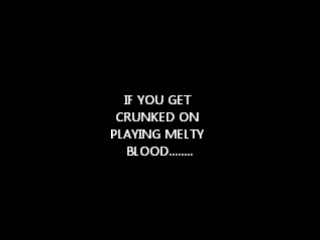 IF YOU GET
CRUNKED ON
PLAYING MELTY
BLOOD........